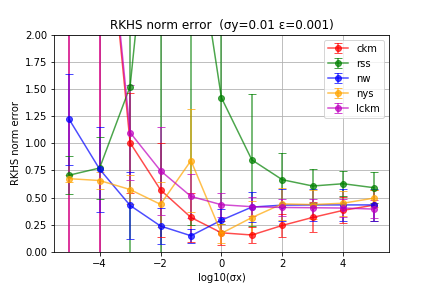 RKHS norm error (σy=0.01 ε=0.001)
2.00
1.75
1.50
1.25
1.00
0.75
0.50
0.25
0.00
RKHS norm error
ckm
rss
nw
nys
lckm
−4
−2
0
2
4
log10(σx)